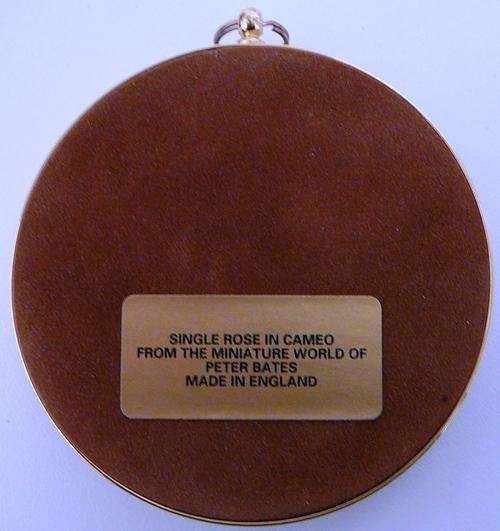 SINGLE ROSE IN CAMEO
FROM THE MINIATURE WORLD OF
PETER BATES
MADE IN ENGLAND